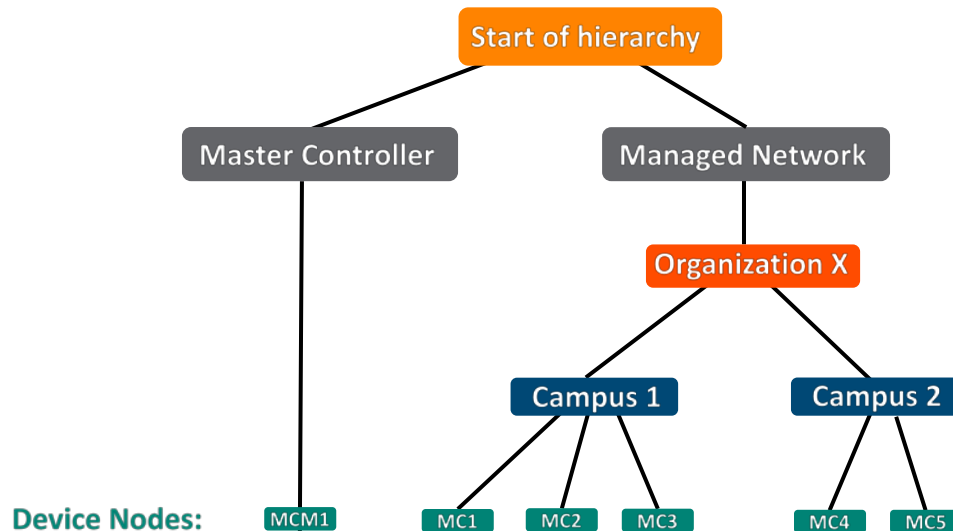 Start of hierarchy
Master Controller
Managed Network
Organization X
Campus 1
Campus 2
Device Nodes:
MCM1
MC1
MC2
MC3
MC4
MC5